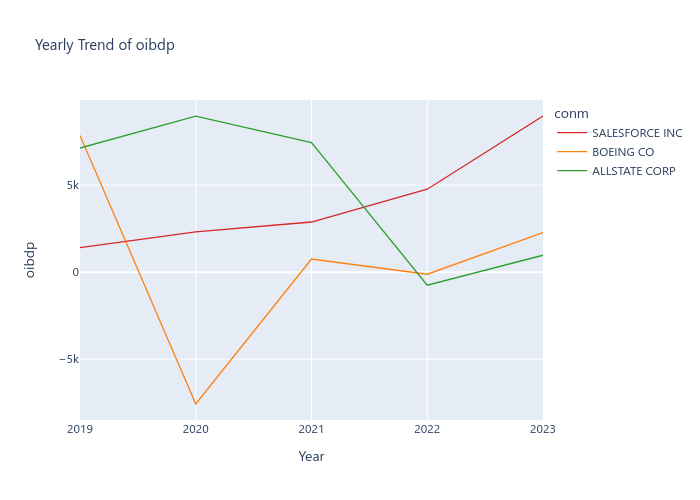 Yearly Trend of oibdp
conm
SALESFORCE INC
BOEING CO
ALLSTATE CORP
5k
0
−5k
oibdp
2019
2020
2021
2022
2023
Year